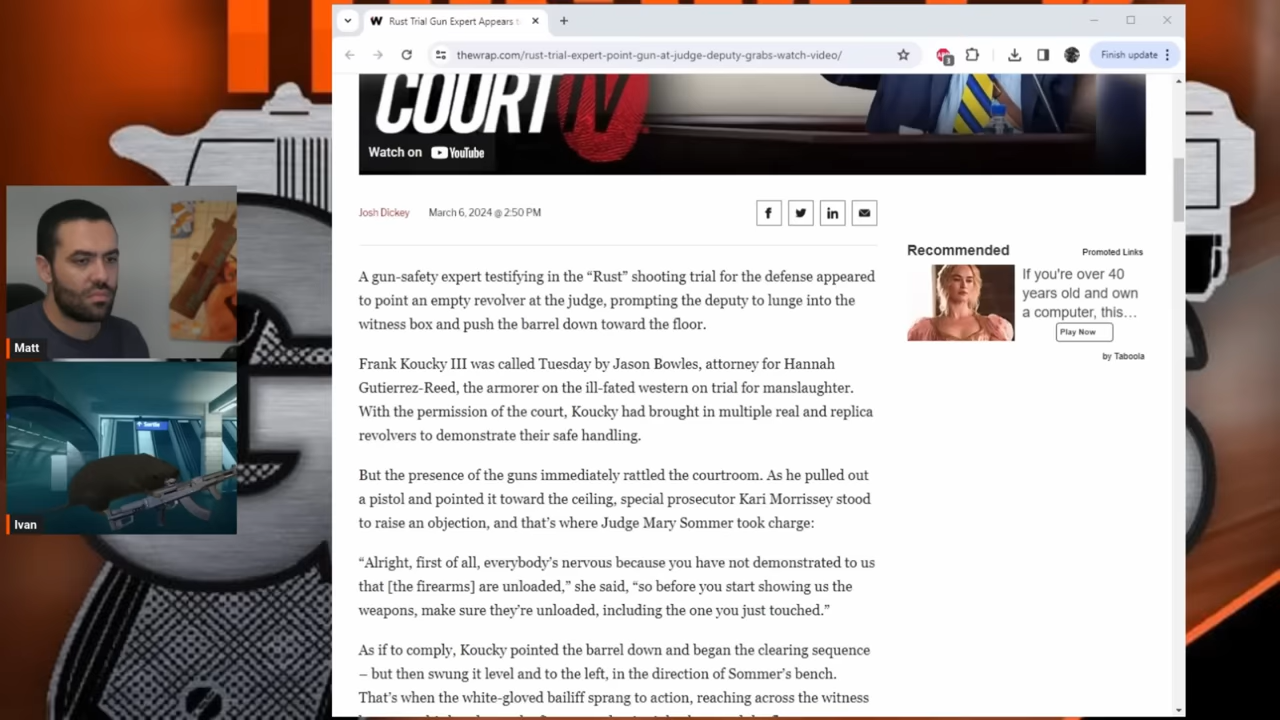 Rust Trial Gun Expert Appears t
thewrap.com/rust-trial-expert-point-gun-at-judge-deputy-grabs-watch-video/
Finish update
COURT TV
Watch on YouTube
Josh Dickey March 6, 2024 @ 2:50 PM
Recommended
Promoted Links
If you're over 40
years old and own
a computer, this…
Play Now
by Taboola
A gun-safety expert testifying in the “Rust” shooting trial for the defense appeared
to point an empty revolver at the judge, prompting the deputy to lunge into the
witness box and push the barrel down toward the floor.
Frank Koucky III was called Tuesday by Jason Bowles, attorney for Hannah
Gutierrez-Reed, the armorer on the ill-fated western on trial for manslaughter.
With the permission of the court, Koucky had brought in multiple real and replica
revolvers to demonstrate their safe handling.
But the presence of the guns immediately rattled the courtroom. As he pulled out
a pistol and pointed it toward the ceiling, special prosecutor Kari Morrissey stood
to raise an objection, and that’s where Judge Mary Sommer took charge:
“Alright, first of all, everybody’s nervous because you have not demonstrated to us
that [the firearms] are unloaded,” she said, “so before you start showing us the
weapons, make sure they’re unloaded, including the one you just touched.”
As if to comply, Koucky pointed the barrel down and began the clearing sequence
– but then swung it level and to the left, in the direction of Sommer’s bench.
That’s when the white-gloved bailiff sprang to action, reaching across the witness
Matt
Sortie
Ivan